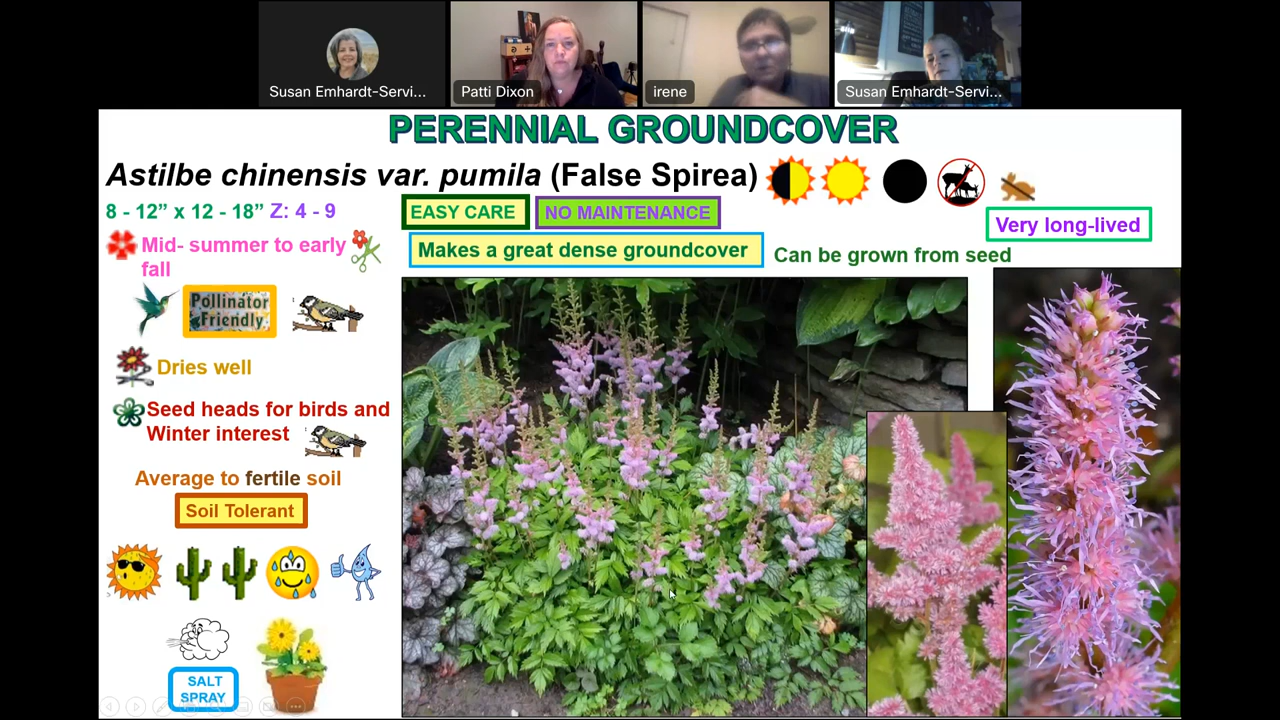 Susan Emhardt-Servi...
Patti Dixon
irene
Susan Emhardt-Servi...
PERENNIAL GROUNDCOVER
Astilbe chinensis var. pumila (False Spirea)
8 - 12” x 12 - 18” Z: 4 - 9
EASY CARE
NO MAINTENANCE
Very long-lived
Mid- summer to early
fall
Makes a great dense groundcover
Can be grown from seed
Pollinator
Friendly
Dries well
Seed heads for birds and
Winter interest
Average to fertile soil
Soil Tolerant
SALT
SPRAY